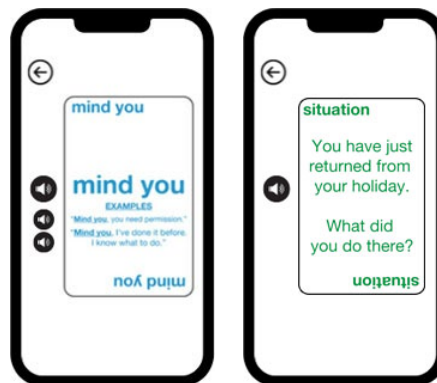 mind you
mind you
EXAMPLES
"Mind you, you need permission."
"Mind you, I've done it before.
I know what to do."
mind you
situation
You have just
returned from
your holiday.
What did
you do there?
situation